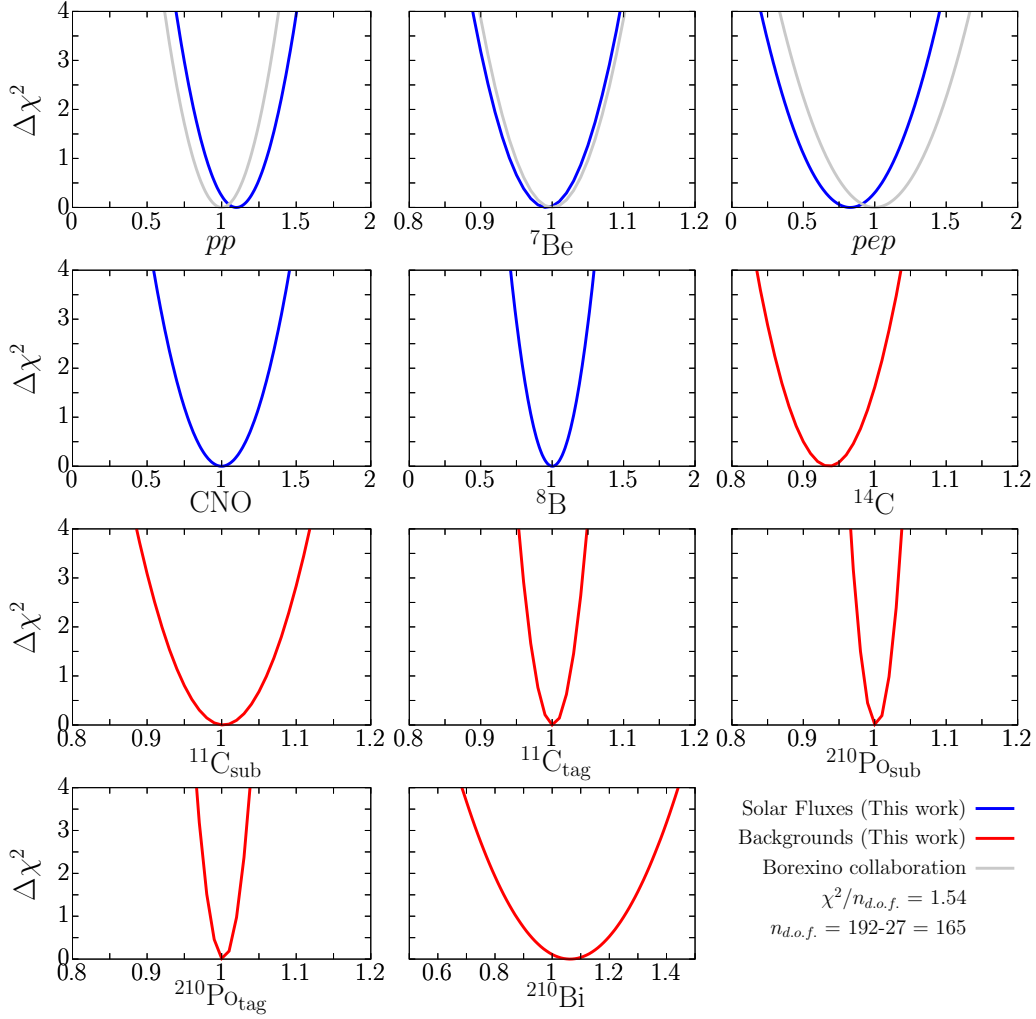 4
3
2
1
0
Δχ²
0 0.5 1 1.5 2
pp
0.8 0.9 1 1.1 1.2
⁷Be
0 0.5 1 1.5 2
pep
4
3
2
1
0
Δχ²
0 0.5 1 1.5 2
CNO
0 0.5 1 1.5 2
⁸B
0.8 0.9 1 1.1 1.2
¹⁴C
4
3
2
1
0
Δχ²
0.8 0.9 1 1.1 1.2
¹¹C_sub
0.8 0.9 1 1.1 1.2
¹¹C_tag
0.8 0.9 1 1.1 1.2
²¹⁰Po_sub
4
3
2
1
0
Δχ²
0.8 0.9 1 1.1 1.2
²¹⁰Po_tag
0.6 0.8 1 1.2 1.4
²¹⁰Bi
Solar Fluxes (This work)
Backgrounds (This work)
Borexino collaboration
χ²/n_d.o.f. = 1.54
n_d.o.f. = 192-27 = 165